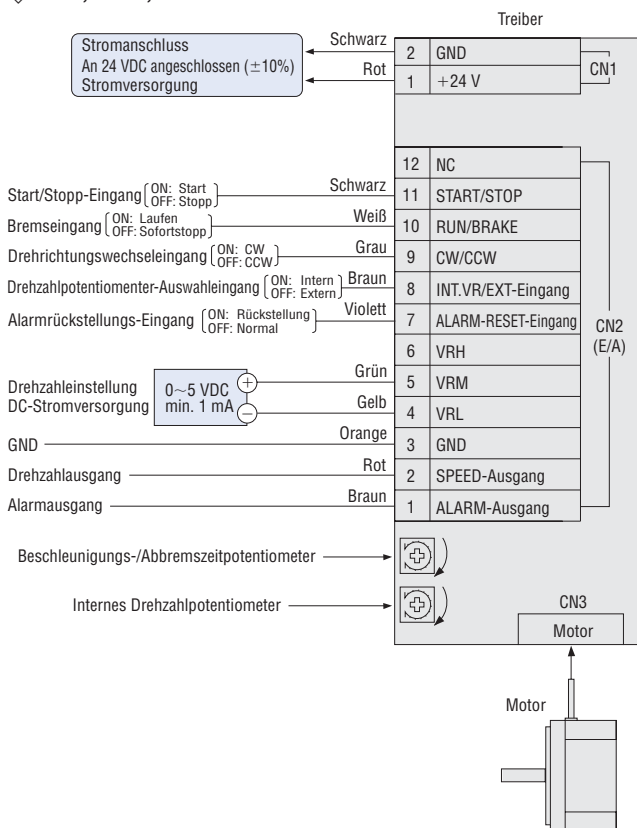 Treiber
Stromanschluss
An 24 VDC angeschlossen (±10%)
Stromversorgung
Schwarz 2 GND
Rot 1 +24 V
CN1
12 NC
Start/Stopp-Eingang ON: Start OFF: Stopp Schwarz 11 START/STOP
Bremseingang ON: Laufen OFF: Sofortstopp Weiß 10 RUN/BRAKE
Drehrichtungswechseleingang ON: CW OFF: CCW Grau 9 CW/CCW
Drehzahlpotentiomenter-Auswahleingang ON: Intern OFF: Extern Braun 8 INT.VR/EXT-Eingang
Alarmrückstellungs-Eingang ON: Rückstellung OFF: Normal Violett 7 ALARM-RESET-Eingang
CN2
(E/A)
6 VRH
Drehzahleinstellung
DC-Stromversorgung
0~5 VDC
min. 1 mA
+ Grün 5 VRM
− Gelb 4 VRL
GND Orange 3 GND
Drehzahlausgang Rot 2 SPEED-Ausgang
Alarmausgang Braun 1 ALARM-Ausgang
Beschleunigungs-/Abbremszeitpotentiometer
Internes Drehzahlpotentiometer
CN3
Motor
Motor